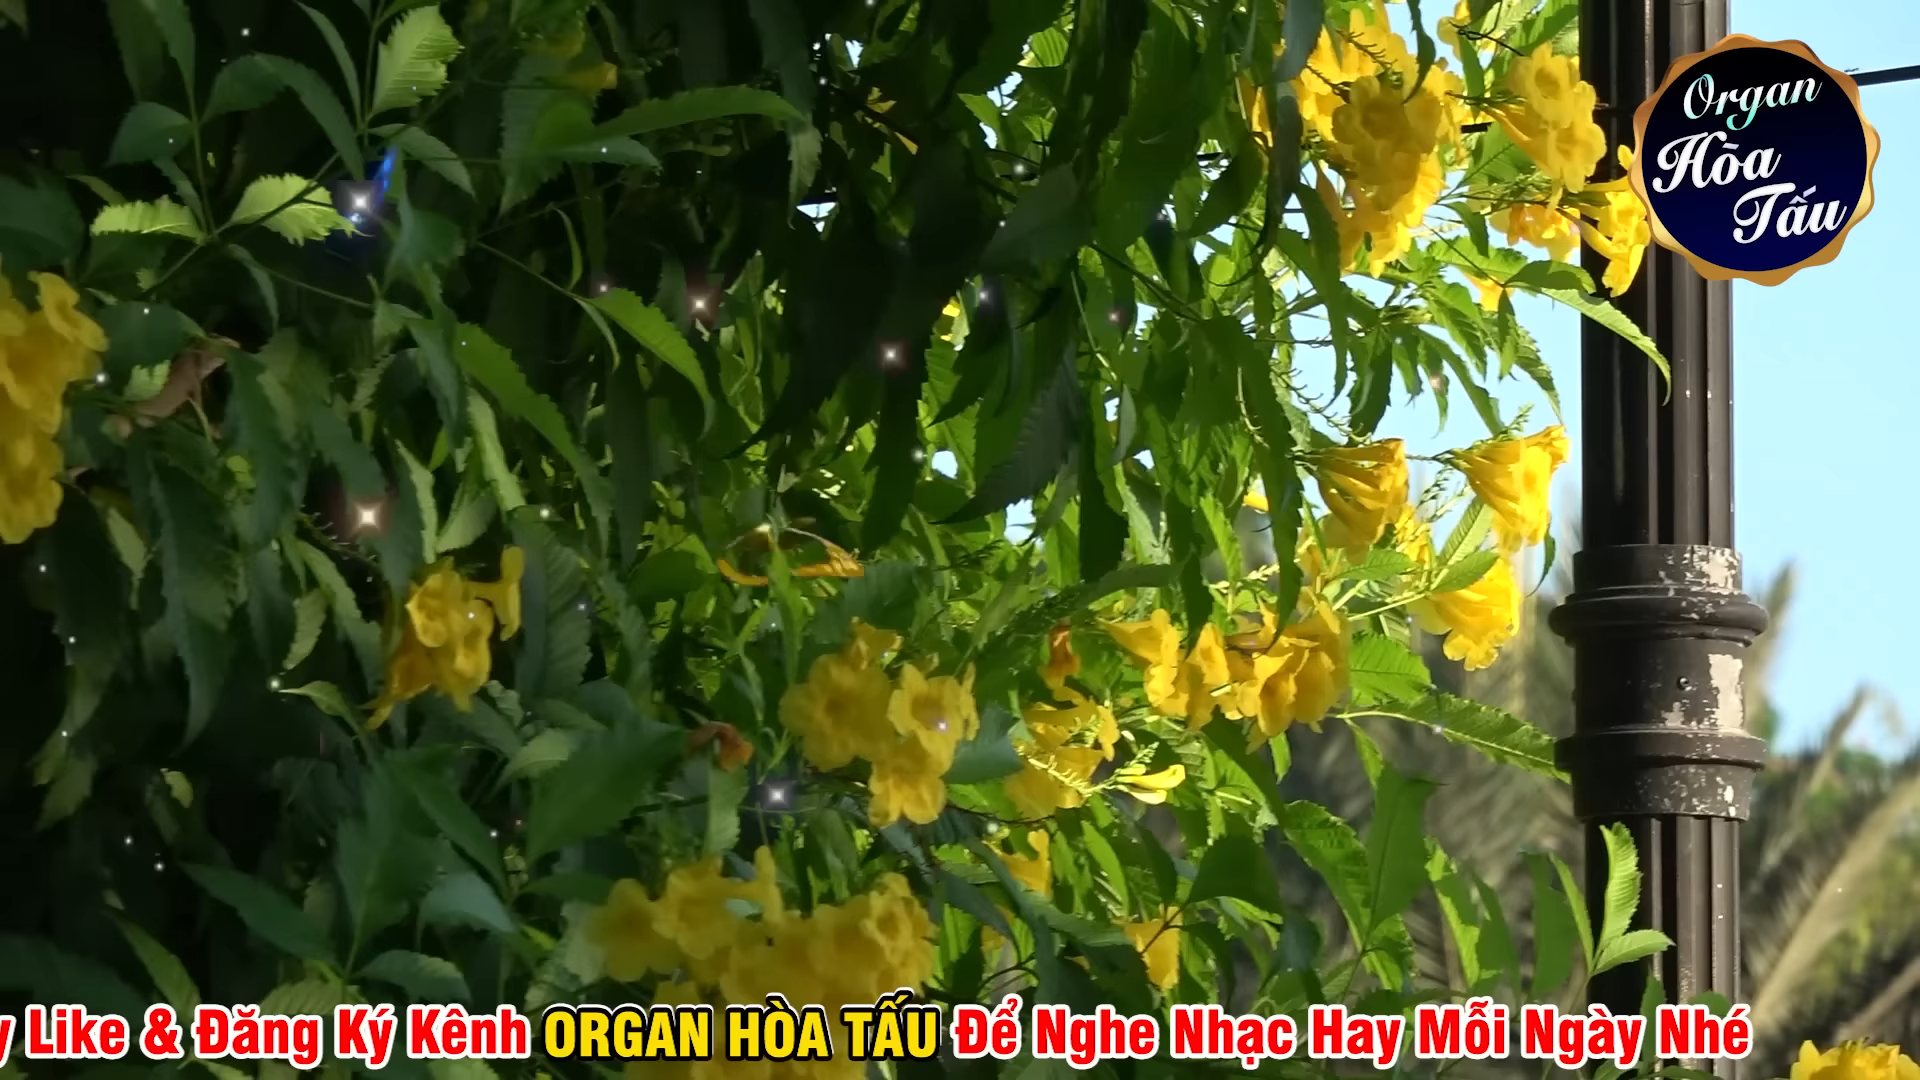 Organ
Hòa
Tấu
Like & Đăng Ký Kênh ORGAN HÒA TẤU Để Nghe Nhạc Hay Mỗi Ngày Nhé